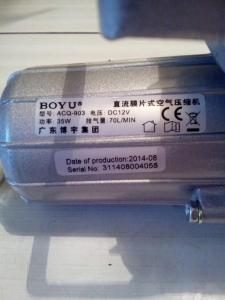 BOYU® 直流膜片式空气压缩机
型号: ACQ-903 电压: DC12V
功率: 35W 排气量: 70L/MIN
广东博宇集团
Date of production: 2014-08
Serial No: 311408004058